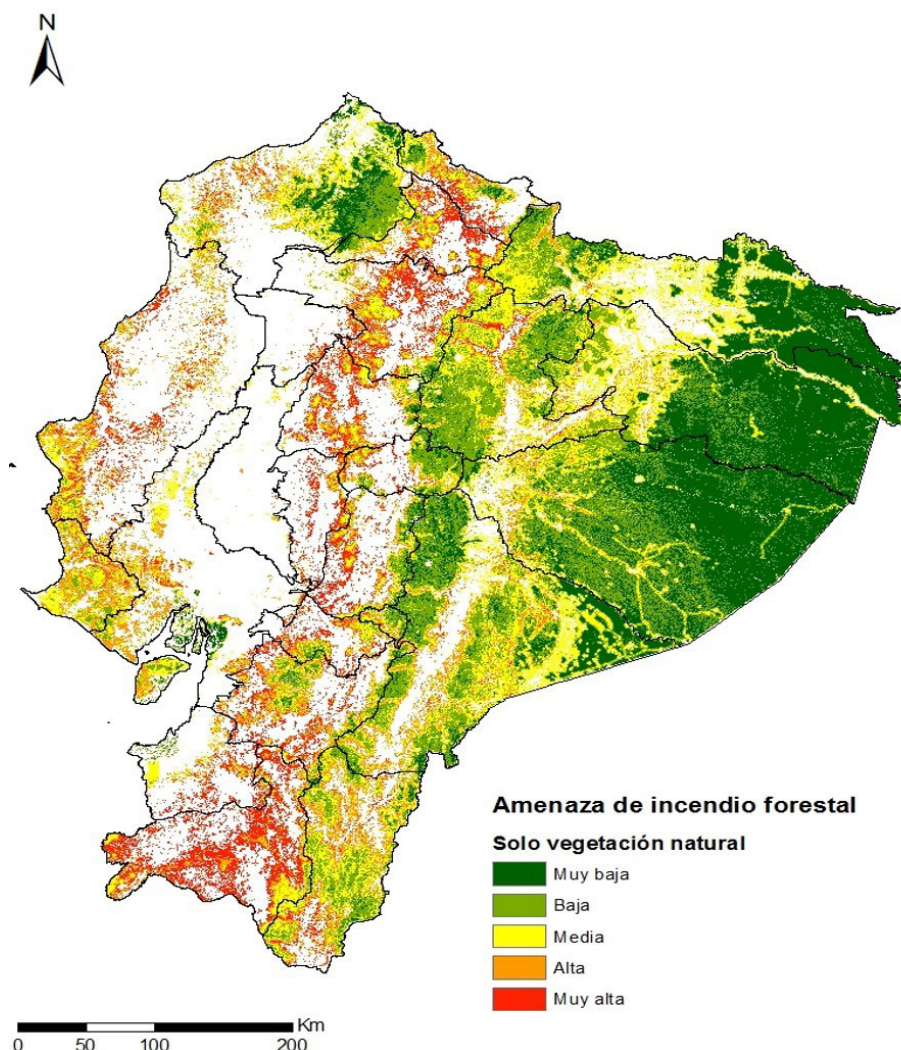 N
Amenaza de incendio forestal
Solo vegetación natural
Muy baja
Baja
Media
Alta
Muy alta
Km
0 50 100 200